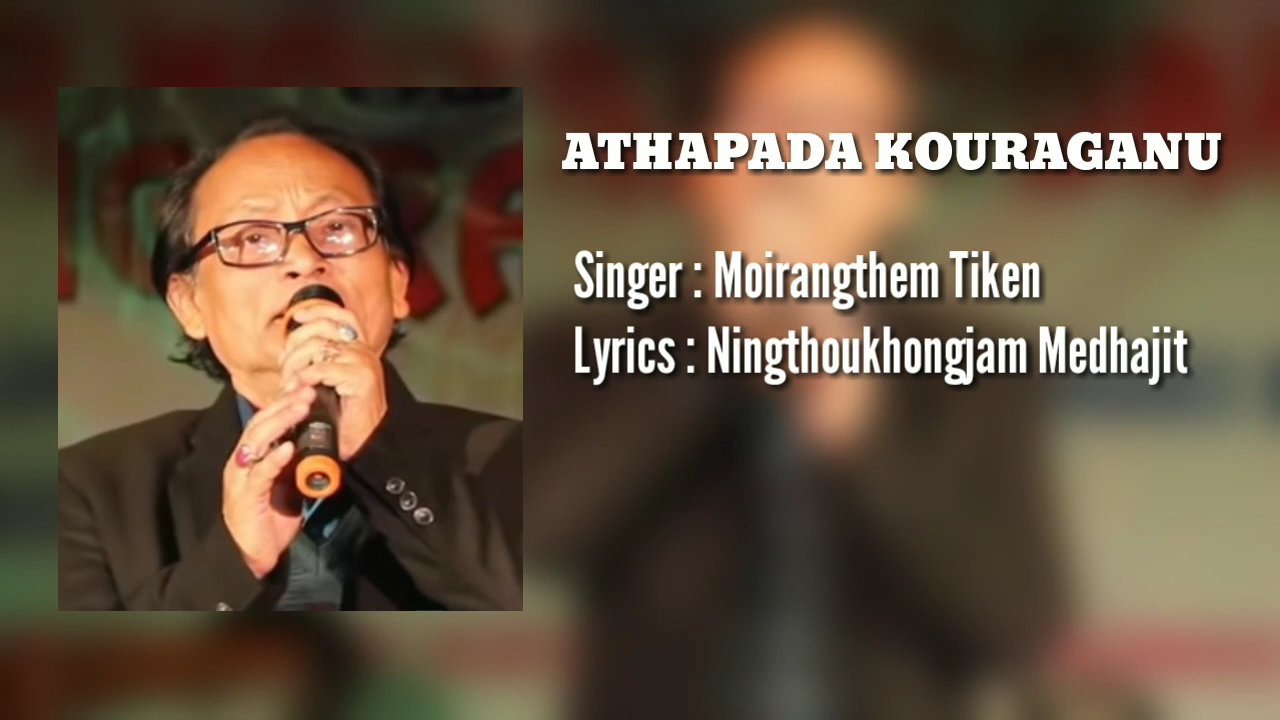 ATHAPADA KOURAGANU
Singer : Moirangthem Tiken
Lyrics : Ningthoukhongjam Medhajit